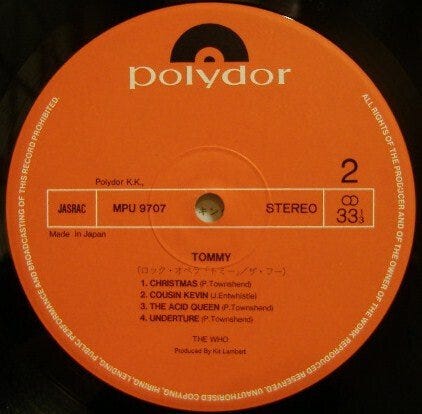 polydor
ALL RIGHTS OF THE PRODUCER AND OF THE OWNER OF THE WORK REPRODUCED RESERVED. UNAUTHORISED COPYING, HIRING, LENDING, PUBLIC PERFORMANCE AND BROADCASTING OF THIS RECORD PROHIBITED.
2
Polydor K.K.,
JASRAC MPU 9707 キン STEREO 33 1/3
Made in Japan
TOMMY
(ロック・オペラ「トミー」/ザ・フー)
1. CHRISTMAS (P.Townshend)
2. COUSIN KEVIN (J.Entwhistle)
3. THE ACID QUEEN (P.Townshend)
4. UNDERTURE (P.Townshend)
THE WHO
Produced By Kit Lambert